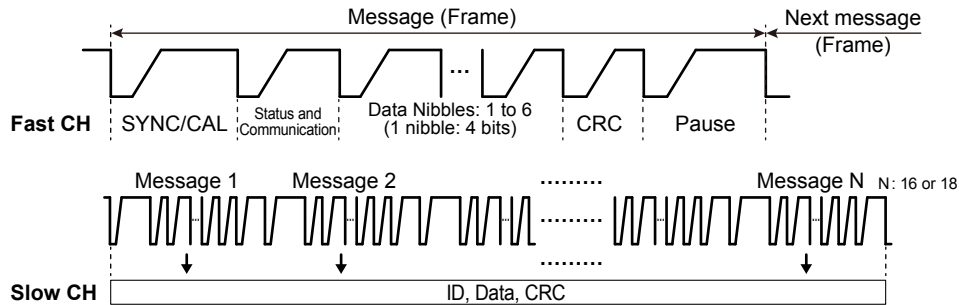 Message (Frame)
Next message
(Frame)
...
Fast CH
SYNC/CAL
Status and
Communication
Data Nibbles: 1 to 6
(1 nibble: 4 bits)
CRC
Pause
Message 1
Message 2
Message N
N: 16 or 18
Slow CH
ID, Data, CRC